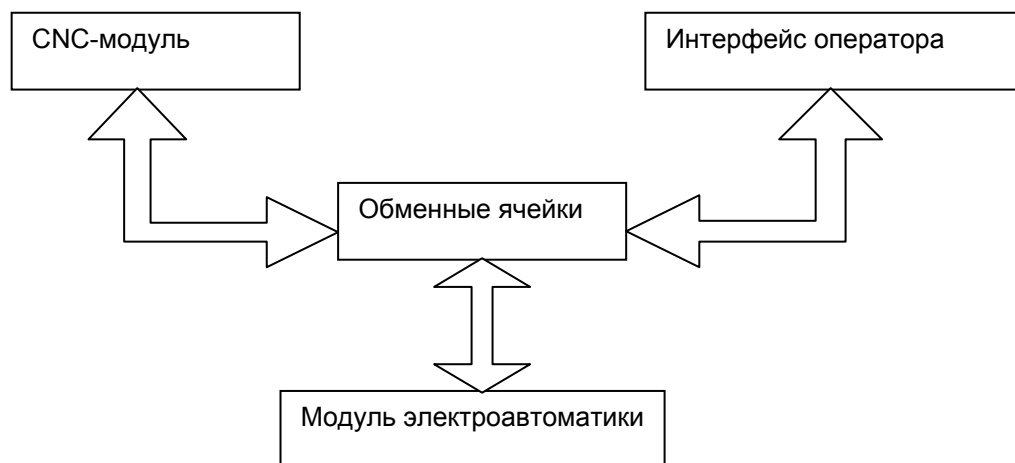 CNC-модуль
Интерфейс оператора
Обменные ячейки
Модуль электроавтоматики